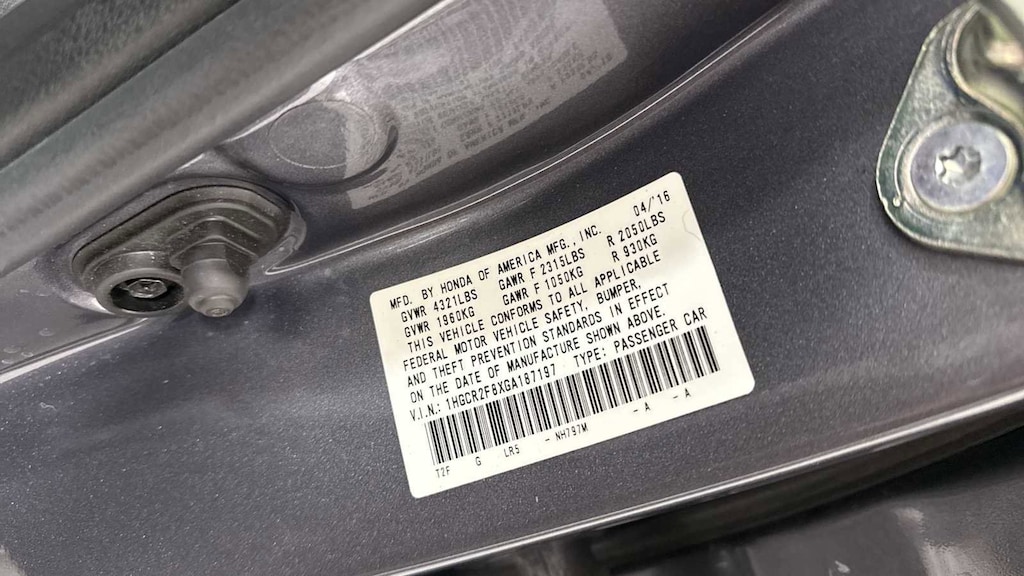 MFD. BY HONDA OF AMERICA MFG., INC. 04/'16
GVWR 4321LBS GAWR F 2315LBS R 2050LBS
GVWR 1960KG GAWR F 1050KG R 930KG
THIS VEHICLE CONFORMS TO ALL APPLICABLE
FEDERAL MOTOR VEHICLE SAFETY, BUMPER,
AND THEFT PREVENTION STANDARDS IN EFFECT
ON THE DATE OF MANUFACTURE SHOWN ABOVE.
V.I.N.: 1HGCR2F8XGA187197 TYPE: PASSENGER CAR
T2F G LR5 - NH797M - A - A